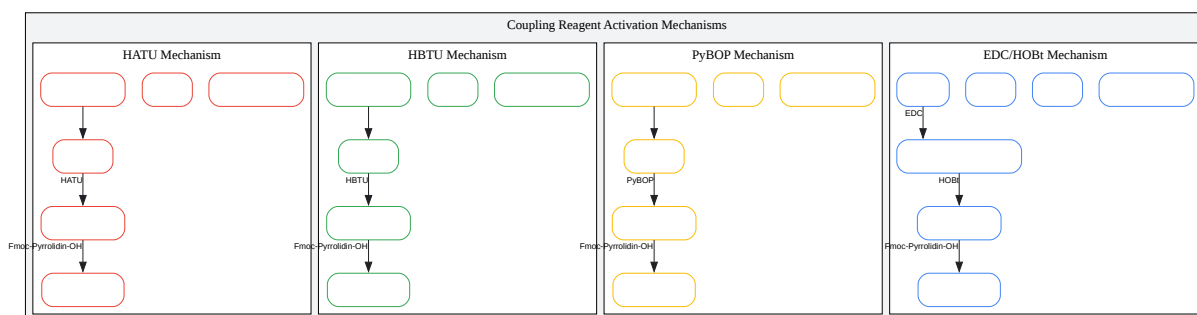 Coupling Reagent Activation Mechanisms
HATU Mechanism
HATU
Fmoc-Pyrrolidin-OH
HBTU Mechanism
HBTU
Fmoc-Pyrrolidin-OH
PyBOP Mechanism
PyBOP
Fmoc-Pyrrolidin-OH
EDC/HOBt Mechanism
EDC
HOBt
Fmoc-Pyrrolidin-OH